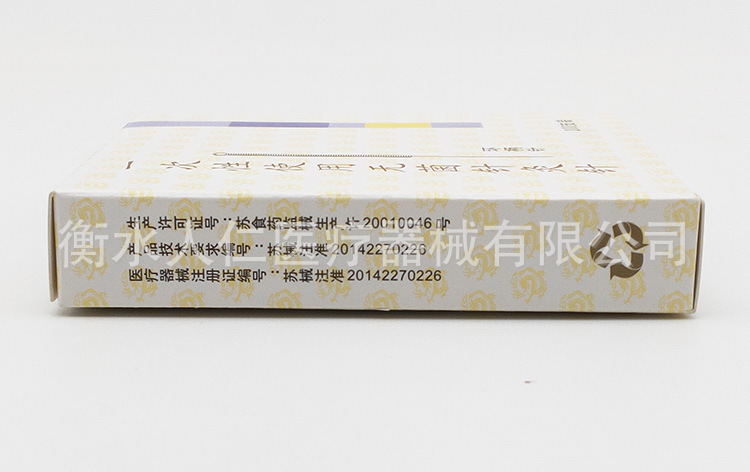 一次性使用无菌针灸针
生产许可证号：苏食药监械生产许20010046号
产品技术要求编号：苏械注准20142270226
医疗器械注册证编号：苏械注准20142270226
衡水人仁医疗器械有限公司